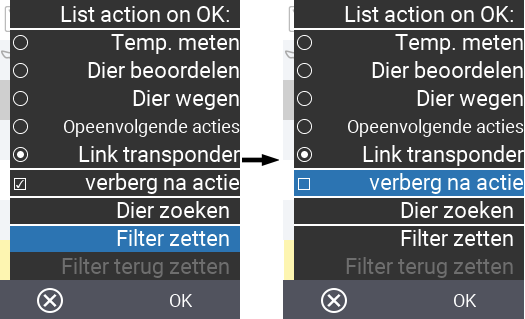 List action on OK:
Temp. meten
Dier beoordelen
Dier wegen
Opeenvolgende acties
Link transponder
verberg na actie
Dier zoeken
Filter zetten
Filter terug zetten
OK
List action on OK:
Temp. meten
Dier beoordelen
Dier wegen
Opeenvolgende acties
Link transponder
verberg na actie
Dier zoeken
Filter zetten
Filter terug zetten
OK